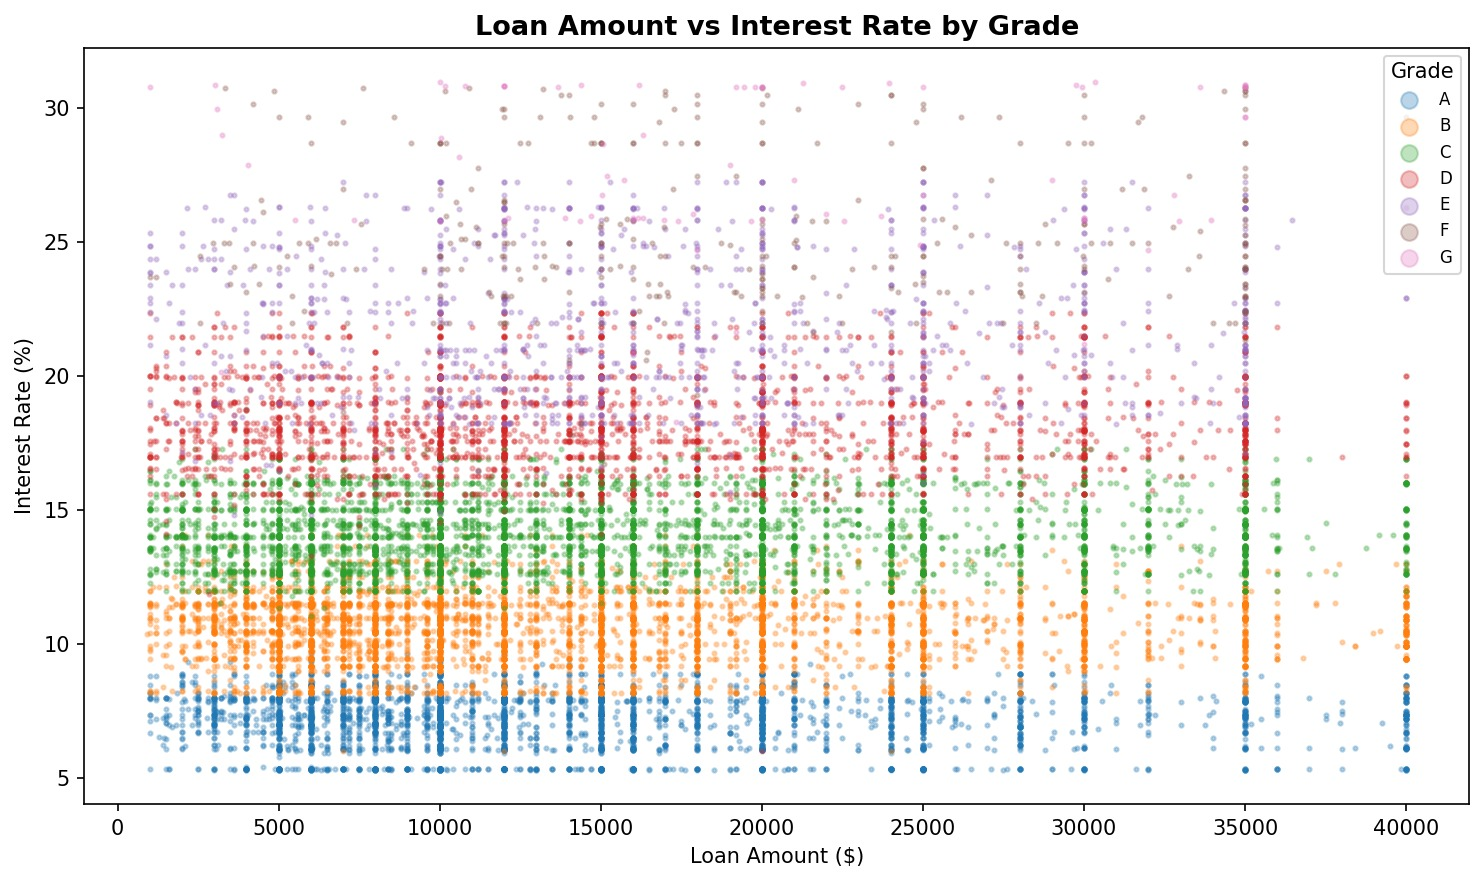 Loan Amount vs Interest Rate by Grade
Grade
A
B
C
D
E
F
G
Interest Rate (%)
30
25
20
15
10
5
0 5000 10000 15000 20000 25000 30000 35000 40000
Loan Amount ($)